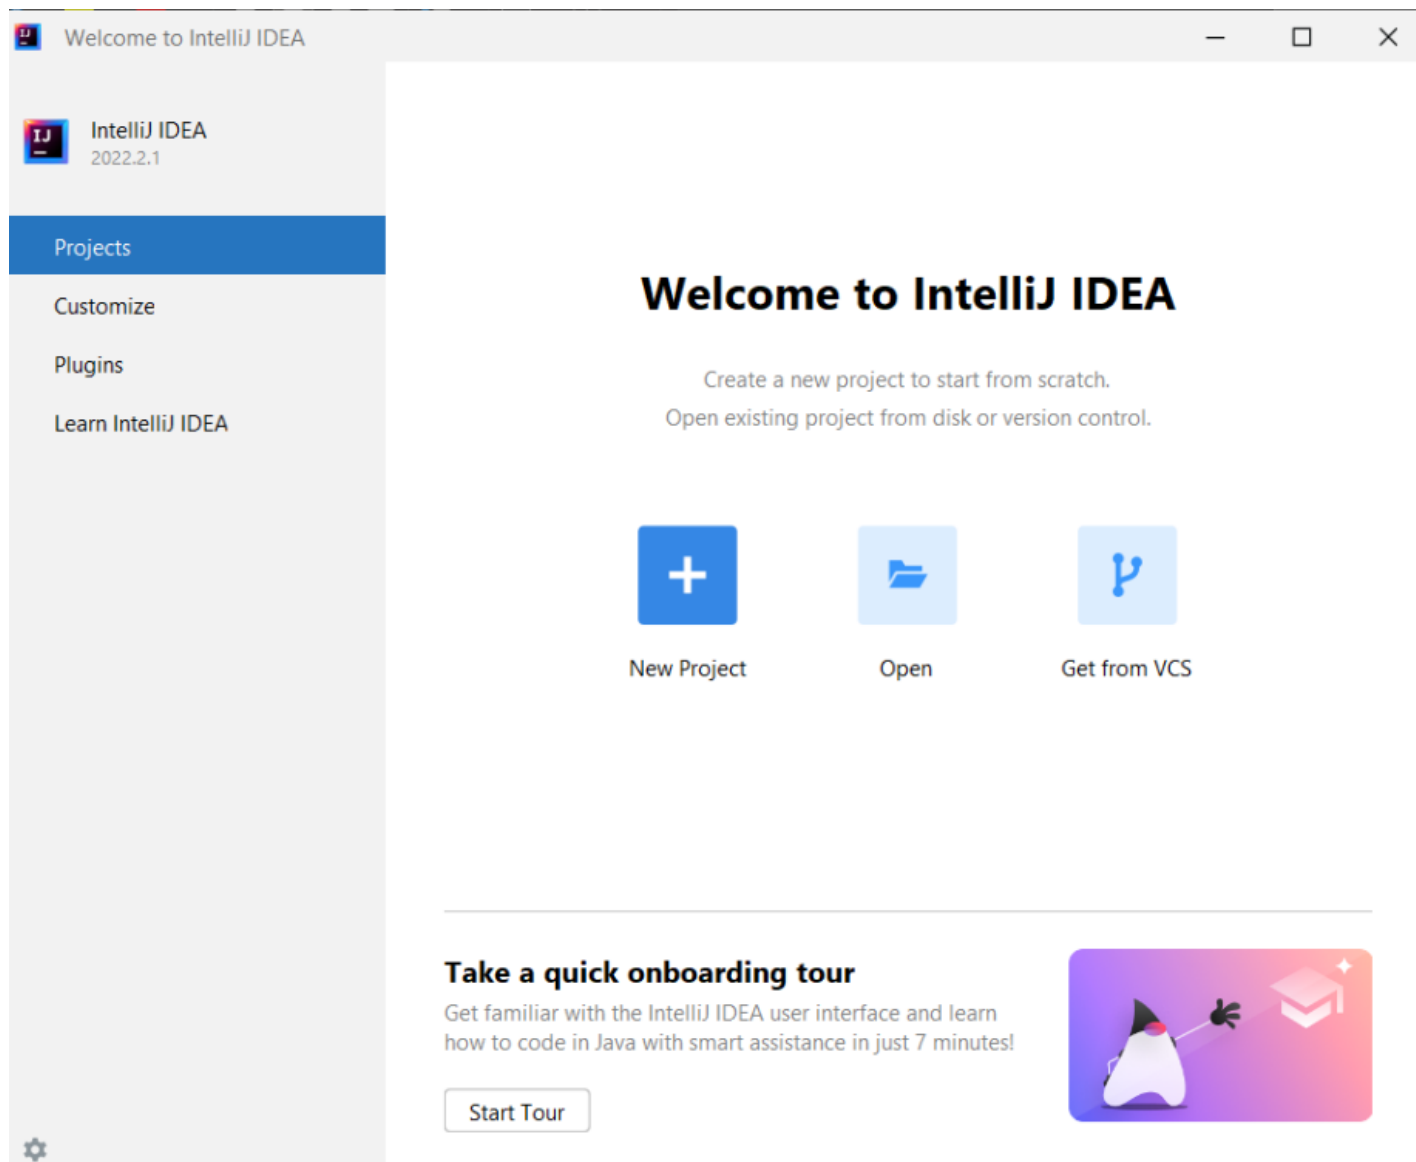 Welcome to IntelliJ IDEA
IJ
IntelliJ IDEA
2022.2.1
Projects
Customize
Plugins
Learn IntelliJ IDEA
Welcome to IntelliJ IDEA
Create a new project to start from scratch.
Open existing project from disk or version control.
New Project
Open
Get from VCS
Take a quick onboarding tour
Get familiar with the IntelliJ IDEA user interface and learn
how to code in Java with smart assistance in just 7 minutes!
Start Tour